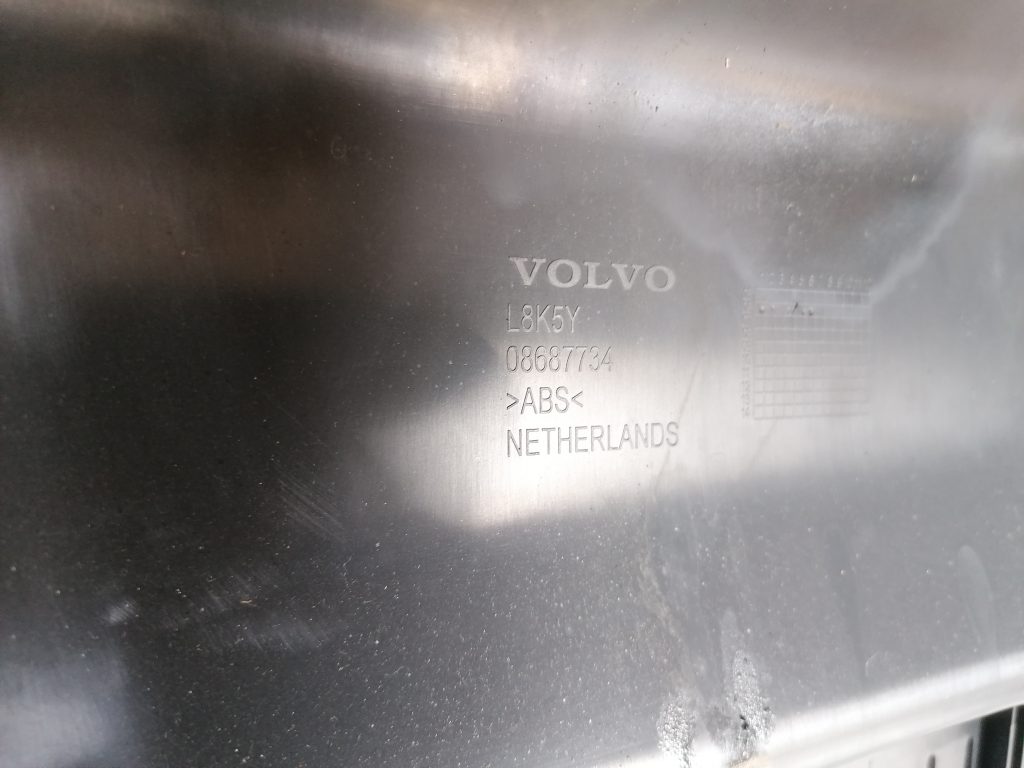 VOLVO
L8K5Y
08687734
>ABS<
NETHERLANDS